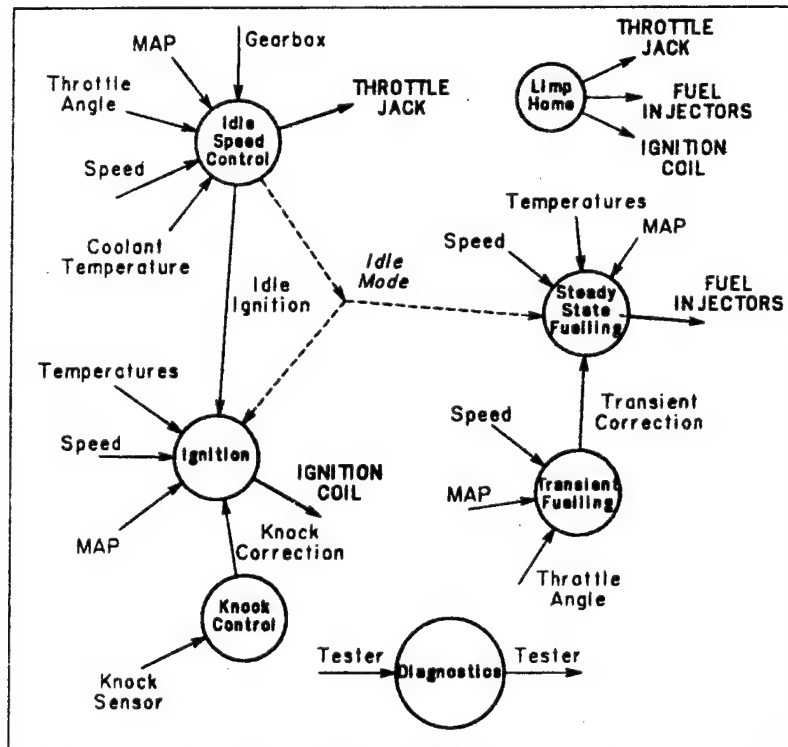 Gearbox
MAP
Throttle
Angle
Speed
Coolant
Temperature
Idle
Speed
Control
THROTTLE
JACK
Limp
Home
THROTTLE
JACK
FUEL
INJECTORS
IGNITION
COIL
Idle
Ignition
Idle
Mode
Temperatures
Speed
MAP
Steady
State
Fuelling
FUEL
INJECTORS
Temperatures
Speed
MAP
Ignition
IGNITION
COIL
Knock
Correction
Transient
Correction
Speed
MAP
Transient
Fuelling
Throttle
Angle
Knock
Control
Knock
Sensor
Tester
Diagnostics
Tester